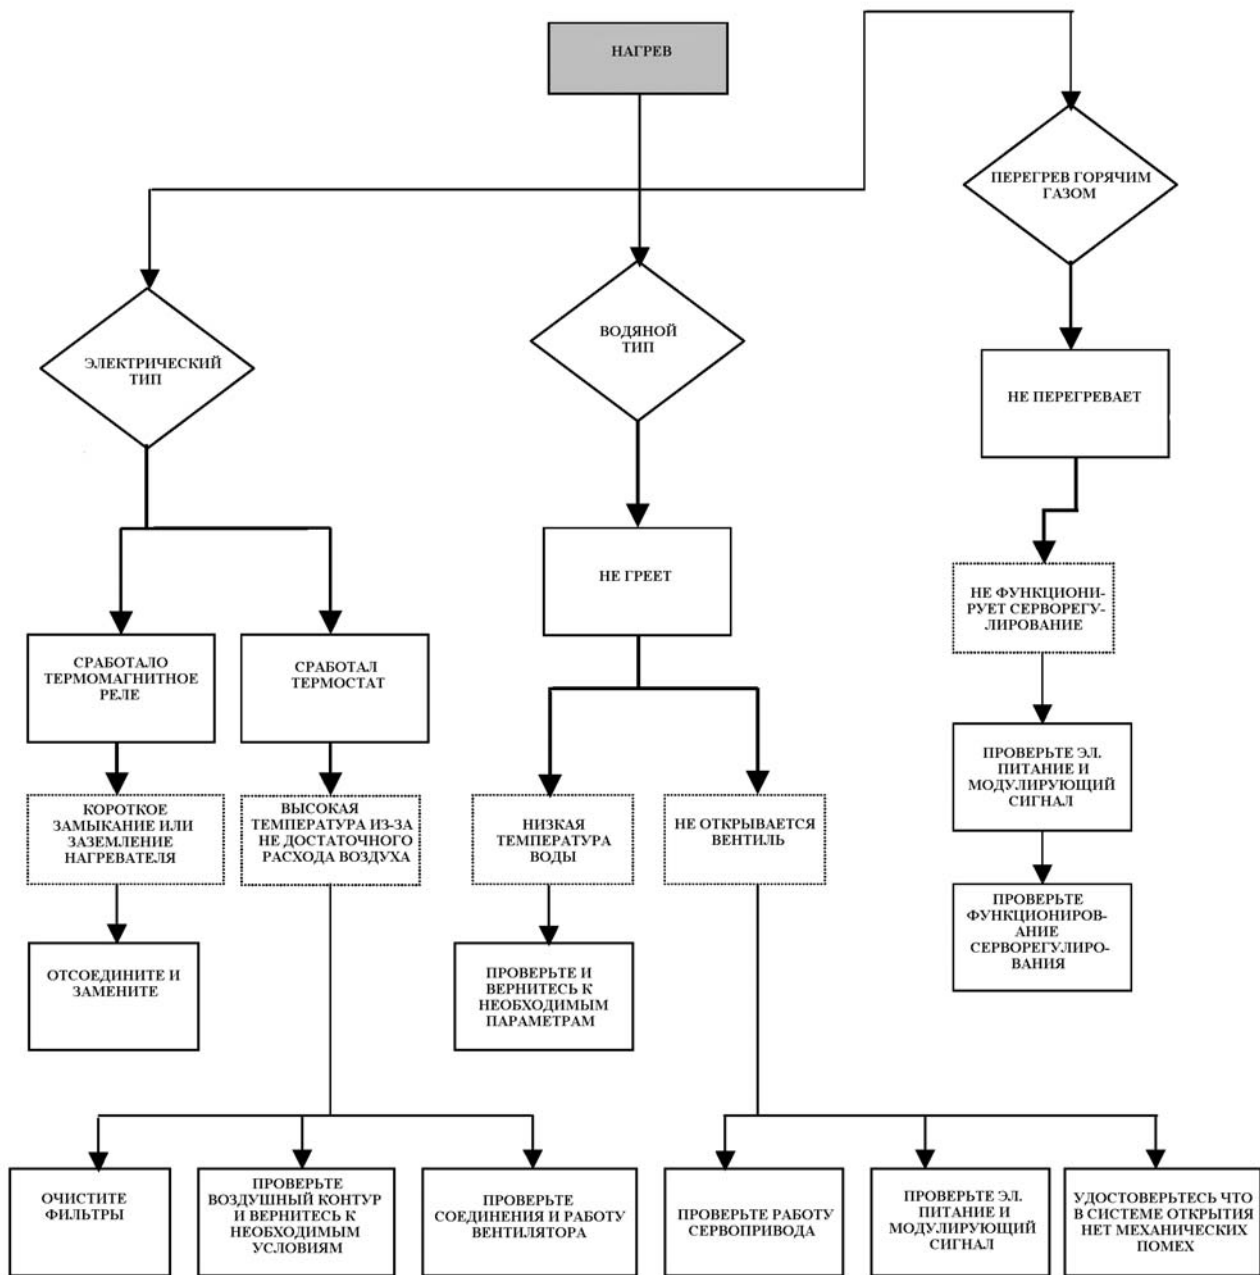 НАГРЕВ
ПЕРЕГРЕВ ГОРЯЧИМ
ГАЗОМ
ЭЛЕКТРИЧЕСКИЙ
ТИП
ВОДЯНОЙ
ТИП
НЕ ПЕРЕГРЕВАЕТ
НЕ ГРЕЕТ
НЕ ФУНКЦИОНИ-
РУЕТ СЕРВОРЕГУ-
ЛИРОВАНИЕ
СРАБОТАЛО
ТЕРМОМАГНИТНОЕ
РЕЛЕ
СРАБОТАЛ
ТЕРМОСТАТ
ПРОВЕРЬТЕ ЭЛ.
ПИТАНИЕ И
МОДУЛИРУЮЩИЙ
СИГНАЛ
КОРОТКОЕ
ЗАМЫКАНИЕ ИЛИ
ЗАЗЕМЛЕНИЕ
НАГРЕВАТЕЛЯ
ВЫСОКАЯ
ТЕМПЕРАТУРА ИЗ-ЗА
НЕ ДОСТАТОЧНОГО
РАСХОДА ВОЗДУХА
НИЗКАЯ
ТЕМПЕРАТУРА
ВОДЫ
НЕ ОТКРЫВАЕТСЯ
ВЕНТИЛЬ
ПРОВЕРЬТЕ
ФУНКЦИОНИРОВ-
АНИЕ
СЕРВОРЕГУЛИРО-
ВАНИЯ
ОТСОЕДИНИТЕ И
ЗАМЕНИТЕ
ПРОВЕРЬТЕ И
ВЕРНИТЕСЬ К
НЕОБХОДИМЫМ
ПАРАМЕТРАМ
ОЧИСТИТЕ
ФИЛЬТРЫ
ПРОВЕРЬТЕ
ВОЗДУШНЫЙ КОНТУР
И ВЕРНИТЕСЬ К
НЕОБХОДИМЫМ
УСЛОВИЯМ
ПРОВЕРЬТЕ
СОЕДИНЕНИЯ И РАБОТУ
ВЕНТИЛЯТОРА
ПРОВЕРЬТЕ РАБОТУ
СЕРВОПРИВОДА
ПРОВЕРЬТЕ ЭЛ.
ПИТАНИЕ И
МОДУЛИРУЮЩИЙ
СИГНАЛ
УДОСТОВЕРЬТЕСЬ ЧТО
В СИСТЕМЕ ОТКРЫТИЯ
НЕТ МЕХАНИЧЕСКИХ
ПОМЕХ